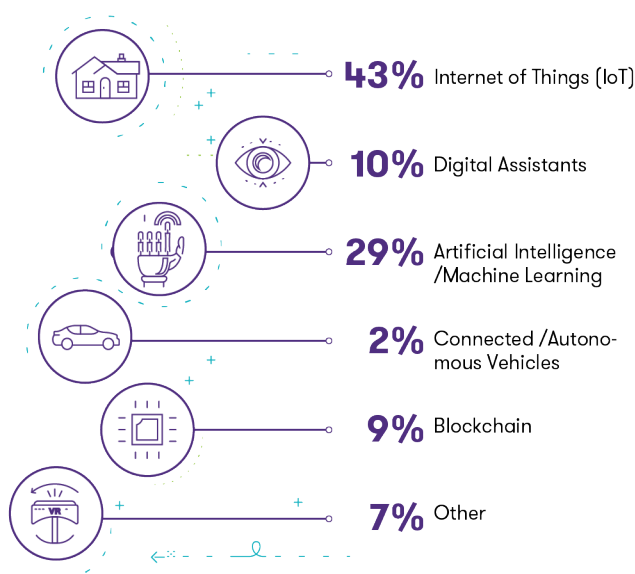 43% Internet of Things (IoT)
10% Digital Assistants
29% Artificial Intelligence
/Machine Learning
2% Connected /Autono-
mous Vehicles
9% Blockchain
VR
7% Other